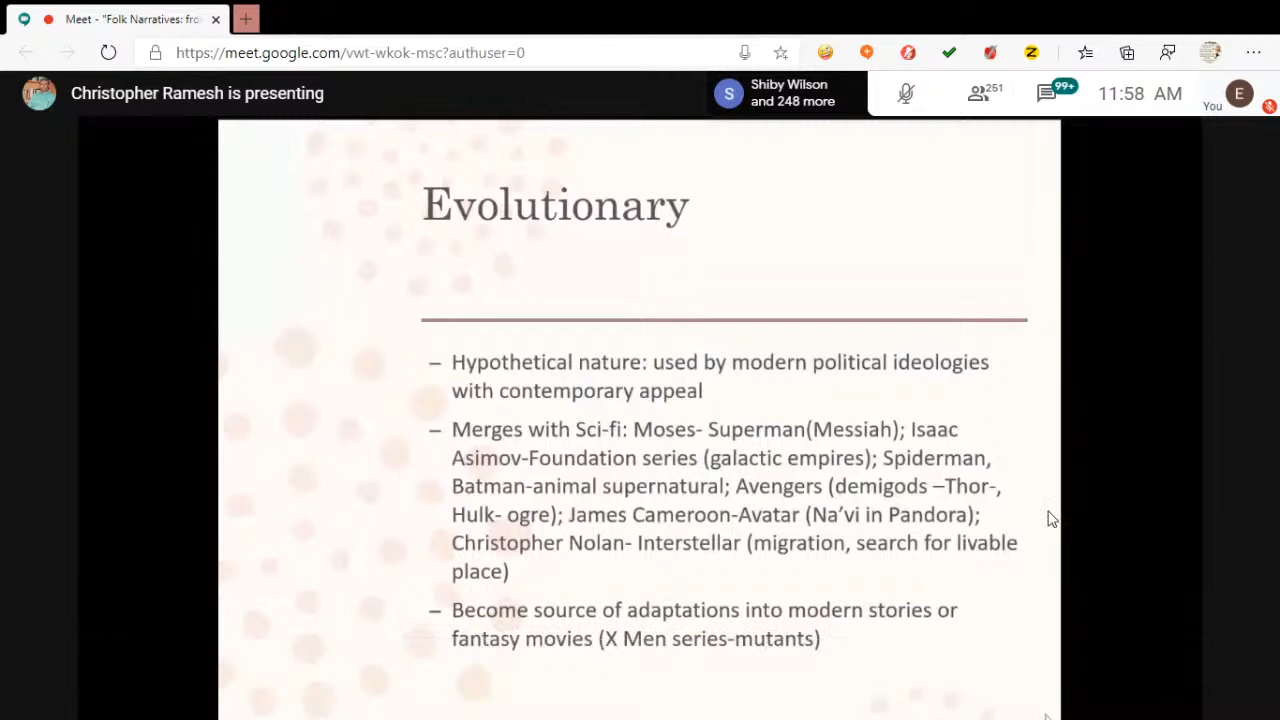 Meet - "Folk Narratives: fro
https://meet.google.com/vwt-wkok-msc?authuser=0
Christopher Ramesh is presenting
S
Shiby Wilson
and 248 more
251
99+
11:58 AM
You
E
Evolutionary
– Hypothetical nature: used by modern political ideologies
with contemporary appeal
– Merges with Sci-fi: Moses- Superman(Messiah); Isaac
Asimov-Foundation series (galactic empires); Spiderman,
Batman-animal supernatural; Avengers (demigods –Thor-,
Hulk- ogre); James Cameroon-Avatar (Na’vi in Pandora);
Christopher Nolan- Interstellar (migration, search for livable
place)
– Become source of adaptations into modern stories or
fantasy movies (X Men series-mutants)